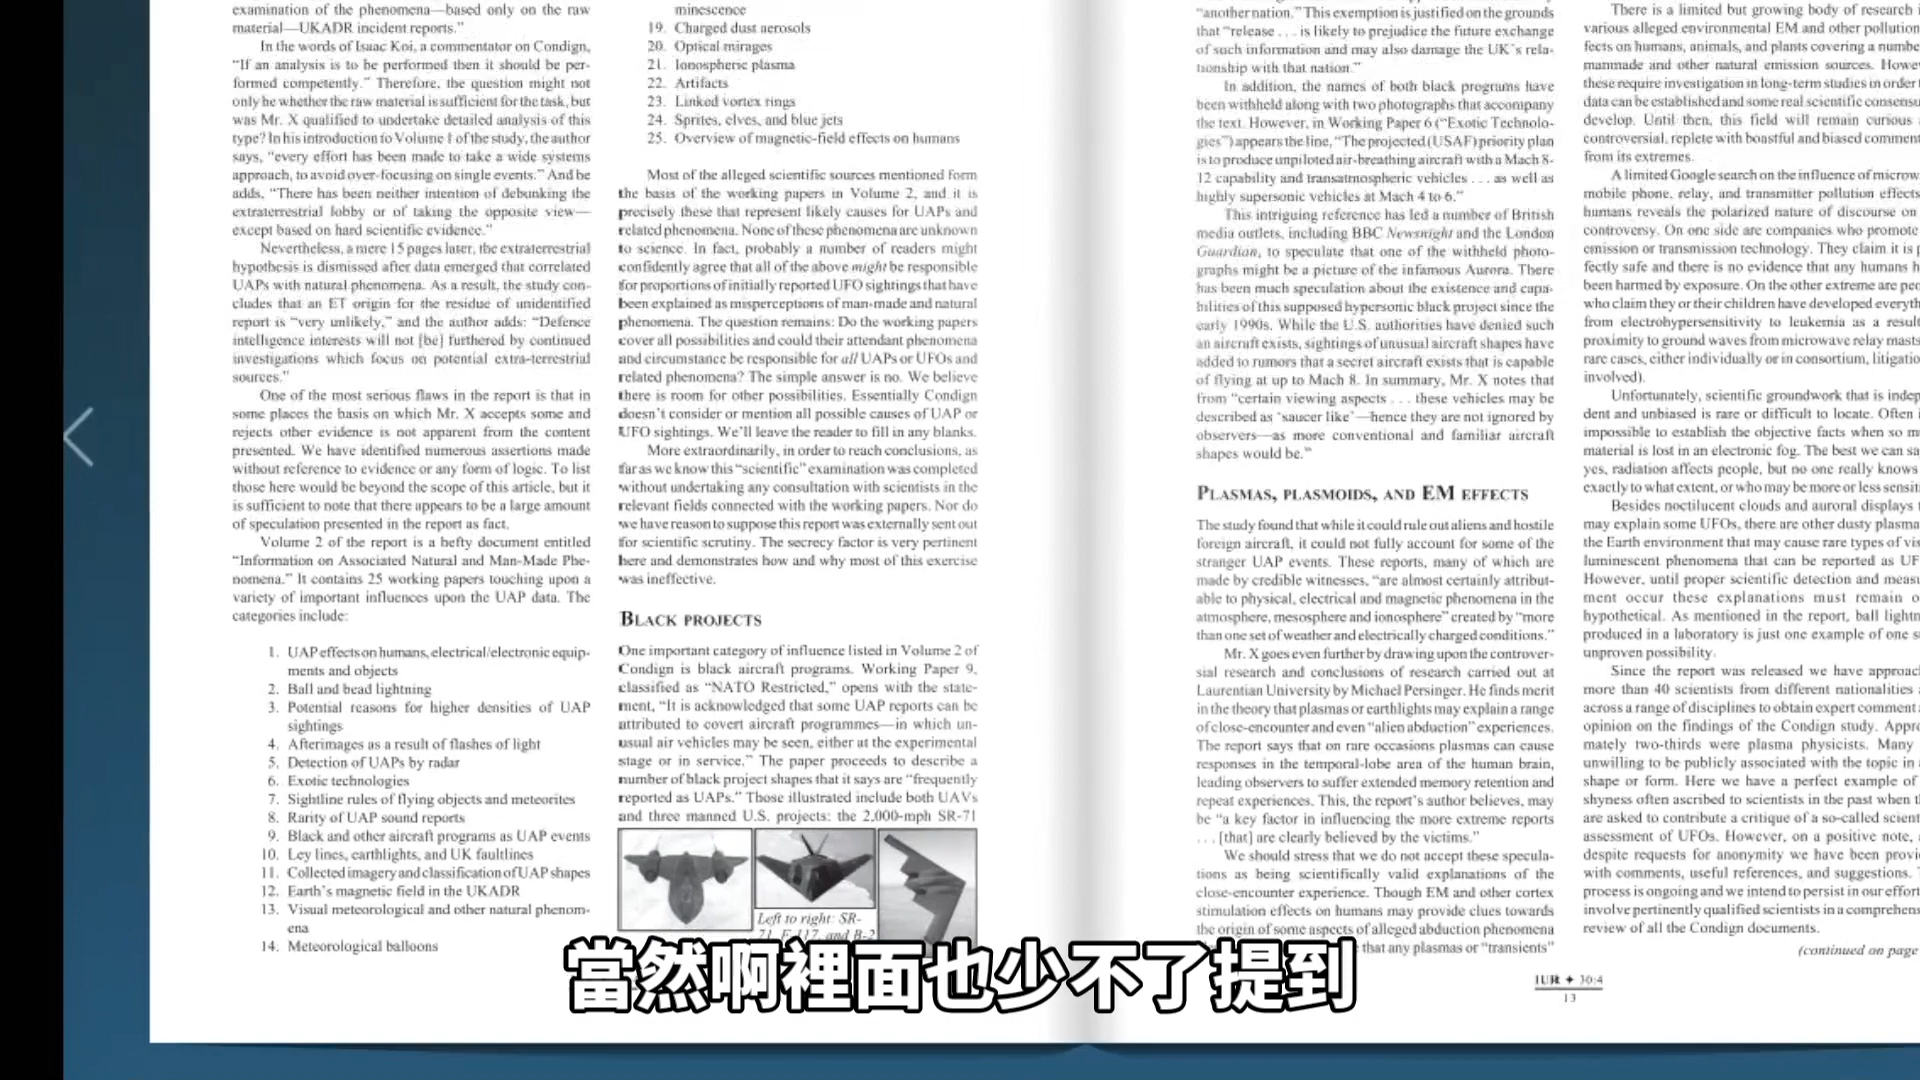 examination of the phenomena—based only on the raw
material—UKADR incident reports."
In the words of Isaac Koi, a commentator on Condign,
"If an analysis is to be performed then it should be per-
formed competently." Therefore, the question might not
only be whether the raw material is sufficient for the task, but
was Mr. X qualified to undertake detailed analysis of this
type? In his introduction to Volume 1 of the study, the author
says, "every effort has been made to take a wide systems
approach, to avoid over-focusing on single events." And he
adds, "There has been neither intention of debunking the
extraterrestrial lobby or of taking the opposite view—
except based on hard scientific evidence."
Nevertheless, a mere 15 pages later, the extraterrestrial
hypothesis is dismissed after data emerged that correlated
UAPs with natural phenomena. As a result, the study con-
cludes that an ET origin for the residue of unidentified
report is "very unlikely," and the author adds: "Defence
intelligence interests will not [be] furthered by continued
investigations which focus on potential extra-terrestrial
sources."
One of the most serious flaws in the report is that in
some places the basis on which Mr. X accepts some and
rejects other evidence is not apparent from the content
presented. We have identified numerous assertions made
without reference to evidence or any form of logic. To list
those here would be beyond the scope of this article, but it
is sufficient to note that there appears to be a large amount
of speculation presented in the report as fact.
Volume 2 of the report is a hefty document entitled
"Information on Associated Natural and Man-Made Phe-
nomena." It contains 25 working papers touching upon a
variety of important influences upon the UAP data. The
categories include:
1. UAP effects on humans, electrical/electronic equip-
ments and objects
2. Ball and bead lightning
3. Potential reasons for higher densities of UAP
sightings
4. Afterimages as a result of flashes of light
5. Detection of UAPs by radar
6. Exotic technologies
7. Sightline rules of flying objects and meteorites
8. Rarity of UAP sound reports
9. Black and other aircraft programs as UAP events
10. Ley lines, earthlights, and UK faultlines
11. Collected imagery and classification of UAP shapes
12. Earth's magnetic field in the UKADR
13. Visual meteorological and other natural phenom-
ena
14. Meteorological balloons
minescence
19. Charged dust aerosols
20. Optical mirages
21. Ionospheric plasma
22. Artifacts
23. Linked vortex rings
24. Sprites, elves, and blue jets
25. Overview of magnetic-field effects on humans
Most of the alleged scientific sources mentioned form
the basis of the working papers in Volume 2, and it is
precisely these that represent likely causes for UAPs and
related phenomena. None of these phenomena are unknown
to science. In fact, probably a number of readers might
confidently agree that all of the above might be responsible
for proportions of initially reported UFO sightings that have
been explained as misperceptions of man-made and natural
phenomena. The question remains: Do the working papers
cover all possibilities and could their attendant phenomena
and circumstance be responsible for all UAPs or UFOs and
related phenomena? The simple answer is no. We believe
there is room for other possibilities. Essentially Condign
doesn't consider or mention all possible causes of UAP or
UFO sightings. We'll leave the reader to fill in any blanks.
More extraordinarily, in order to reach conclusions, as
far as we know this "scientific" examination was completed
without undertaking any consultation with scientists in the
relevant fields connected with the working papers. Nor do
we have reason to suppose this report was externally sent out
for scientific scrutiny. The secrecy factor is very pertinent
here and demonstrates how and why most of this exercise
was ineffective.
BLACK PROJECTS
One important category of influence listed in Volume 2 of
Condign is black aircraft programs. Working Paper 9,
classified as "NATO Restricted," opens with the state-
ment, "It is acknowledged that some UAP reports can be
attributed to covert aircraft programmes—in which un-
usual air vehicles may be seen, either at the experimental
stage or in service." The paper proceeds to describe a
number of black project shapes that it says are "frequently
reported as UAPs." Those illustrated include both UAVs
and three manned U.S. projects: the 2,000-mph SR-71
Left to right: SR-
71, F-117, and B-2
"another nation." This exemption is justified on the grounds
that "release . . . is likely to prejudice the future exchange
of such information and may also damage the UK's rela-
tionship with that nation."
In addition, the names of both black programs have
been withheld along with two photographs that accompany
the text. However, in Working Paper 6 ("Exotic Technolo-
gies") appears the line, "The projected (USAF) priority plan
is to produce unpiloted air-breathing aircraft with a Mach 8-
12 capability and transatmospheric vehicles . . . as well as
highly supersonic vehicles at Mach 4 to 6."
This intriguing reference has led a number of British
media outlets, including BBC Newsnight and the London
Guardian, to speculate that one of the withheld photo-
graphs might be a picture of the infamous Aurora. There
has been much speculation about the existence and capa-
bilities of this supposed hypersonic black project since the
early 1990s. While the U.S. authorities have denied such
an aircraft exists, sightings of unusual aircraft shapes have
added to rumors that a secret aircraft exists that is capable
of flying at up to Mach 8. In summary, Mr. X notes that
from "certain viewing aspects . . . these vehicles may be
described as 'saucer like'—hence they are not ignored by
observers—as more conventional and familiar aircraft
shapes would be."
PLASMAS, PLASMOIDS, AND EM EFFECTS
The study found that while it could rule out aliens and hostile
foreign aircraft, it could not fully account for some of the
stranger UAP events. These reports, many of which are
made by credible witnesses, "are almost certainly attribut-
able to physical, electrical and magnetic phenomena in the
atmosphere, mesosphere and ionosphere" created by "more
than one set of weather and electrically charged conditions."
Mr. X goes even further by drawing upon the controver-
sial research and conclusions of research carried out at
Laurentian University by Michael Persinger. He finds merit
in the theory that plasmas or earthlights may explain a range
of close-encounter and even "alien abduction" experiences.
The report says that on rare occasions plasmas can cause
responses in the temporal-lobe area of the human brain,
leading observers to suffer extended memory retention and
repeat experiences. This, the report's author believes, may
be "a key factor in influencing the more extreme reports
. . . [that] are clearly believed by the victims."
We should stress that we do not accept these specula-
tions as being scientifically valid explanations of the
close-encounter experience. Though EM and other cortex
stimulation effects on humans may provide clues towards
the origin of some aspects of alleged abduction phenomena
that any plasmas or "transients"
There is a limited but growing body of research
various alleged environmental EM and other pollution
fects on humans, animals, and plants covering a numbe
manmade and other natural emission sources. Howe
these require investigation in long-term studies in order
data can be established and some real scientific consens
develop. Until then, this field will remain curious
controversial, replete with boastful and biased comment
from its extremes.
A limited Google search on the influence of microw
mobile phone, relay, and transmitter pollution effects
humans reveals the polarized nature of discourse on
controversy. On one side are companies who promote
emission or transmission technology. They claim it is p
fectly safe and there is no evidence that any humans h
been harmed by exposure. On the other extreme are peo
who claim they or their children have developed everyth
from electrohypersensitivity to leukemia as a result
proximity to ground waves from microwave relay masts
rare cases, either individually or in consortium, litigatio
involved).
Unfortunately, scientific groundwork that is indep
dent and unbiased is rare or difficult to locate. Often i
impossible to establish the objective facts when so m
material is lost in an electronic fog. The best we can sa
yes, radiation affects people, but no one really knows
exactly to what extent, or who may be more or less sensiti
Besides noctilucent clouds and auroral displays
may explain some UFOs, there are other dusty plasma
the Earth environment that may cause rare types of vis
luminescent phenomena that can be reported as UF
However, until proper scientific detection and measu
ment occur these explanations must remain o
hypothetical. As mentioned in the report, ball lightn
produced in a laboratory is just one example of one s
unproven possibility.
Since the report was released we have approac
more than 40 scientists from different nationalities
across a range of disciplines to obtain expert comment
opinion on the findings of the Condign study. Appro
mately two-thirds were plasma physicists. Many
unwilling to be publicly associated with the topic in
shape or form. Here we have a perfect example of
shyness often ascribed to scientists in the past when t
are asked to contribute a critique of a so-called scient
assessment of UFOs. However, on a positive note,
despite requests for anonymity we have been provi
with comments, useful references, and suggestions.
process is ongoing and we intend to persist in our effort
involve pertinently qualified scientists in a comprehens
review of all the Condign documents.
(continued on page
IUR ✦ 30:4
13
當然啊裡面也少不了提到